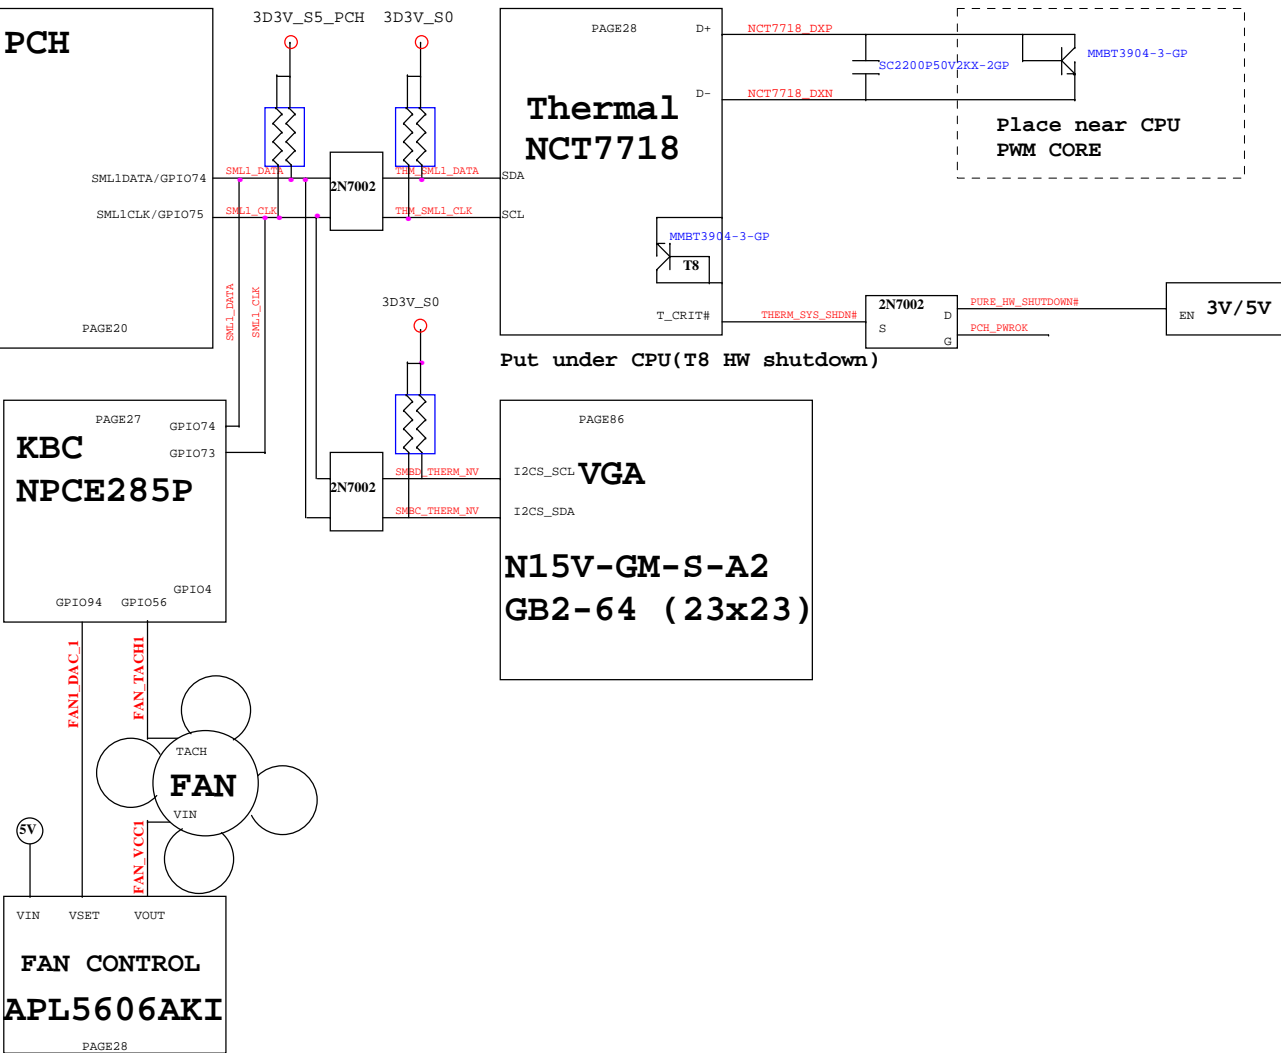 3D3V_S5_PCH
3D3V_S0
PCH
SML1DATA/GPIO74
SML1CLK/GPIO75
PAGE20
SML1_DATA
SML1_CLK
SML1_DATA
SML1_CLK
2N7002
THM_SML1_DATA
THM_SML1_CLK
PAGE28
Thermal
NCT7718
D+
D-
SDA
SCL
MMBT3904-3-GP
T8
T_CRIT#
NCT7718_DXP
NCT7718_DXN
SC2200P50V2KX-2GP
MMBT3904-3-GP
Place near CPU
PWM CORE
THERM_SYS_SHDN#
2N7002
S
D
G
PURE_HW_SHUTDOWN#
PCH_PWROK
EN
3V/5V
Put under CPU(T8 HW shutdown)
3D3V_S0
PAGE27
KBC
NPCE285P
GPIO74
GPIO73
GPIO4
GPIO94
GPIO56
2N7002
SMBD_THERM_NV
SMBC_THERM_NV
PAGE86
I2CS_SCL
VGA
I2CS_SDA
N15V-GM-S-A2
GB2-64 (23x23)
FAN1_DAC_1
FAN_TACH1
TACH
FAN
VIN
FAN_VCC1
5V
VIN
VSET
VOUT
FAN CONTROL
APL5606AKI
PAGE28